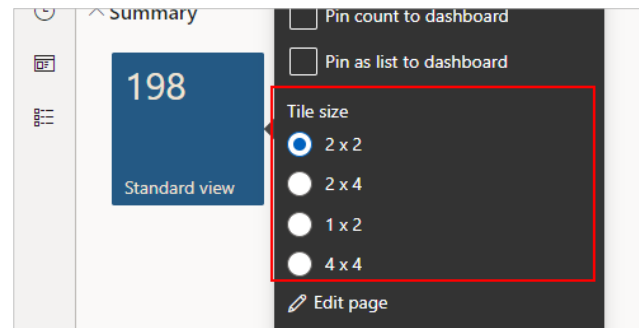 Summary
198
Standard view
Pin count to dashboard
Pin as list to dashboard
Tile size
2 x 2
2 x 4
1 x 2
4 x 4
Edit page